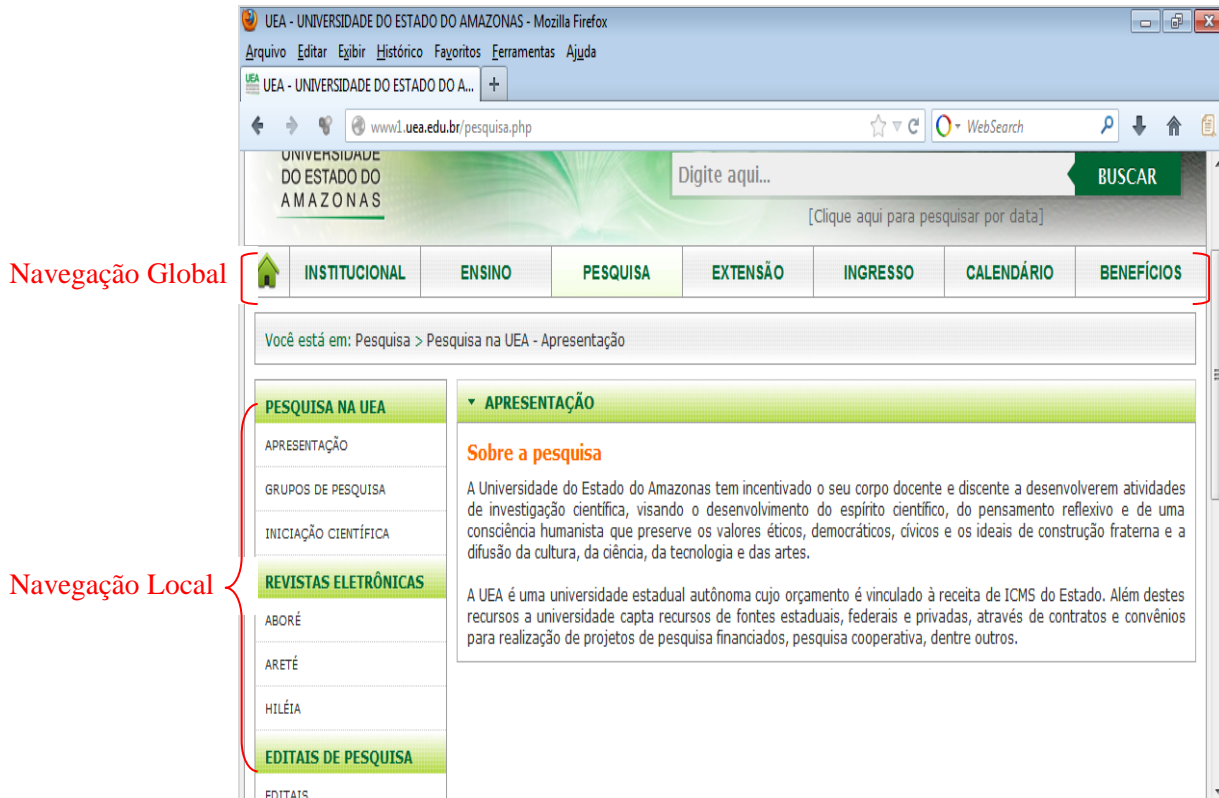 UEA - UNIVERSIDADE DO ESTADO DO AMAZONAS - Mozilla Firefox
Arquivo Editar Exibir Histórico Favoritos Ferramentas Ajuda
UEA - UNIVERSIDADE DO ESTADO DO A... +
www1.uea.edu.br/pesquisa.php WebSearch
UNIVERSIDADE
DO ESTADO DO
AMAZONAS
Digite aqui... BUSCAR
[Clique aqui para pesquisar por data]
Navegação Global
INSTITUCIONAL ENSINO PESQUISA EXTENSÃO INGRESSO CALENDÁRIO BENEFÍCIOS
Você está em: Pesquisa > Pesquisa na UEA - Apresentação
Navegação Local
PESQUISA NA UEA
APRESENTAÇÃO
GRUPOS DE PESQUISA
INICIAÇÃO CIENTÍFICA
REVISTAS ELETRÔNICAS
ABORÉ
ARETÉ
HILÉIA
EDITAIS DE PESQUISA
EDITAIS
APRESENTAÇÃO
Sobre a pesquisa
A Universidade do Estado do Amazonas tem incentivado o seu corpo docente e discente a desenvolverem atividades
de investigação científica, visando o desenvolvimento do espírito científico, do pensamento reflexivo e de uma
consciência humanista que preserve os valores éticos, democráticos, cívicos e os ideais de construção fraterna e a
difusão da cultura, da ciência, da tecnologia e das artes.
A UEA é uma universidade estadual autônoma cujo orçamento é vinculado à receita de ICMS do Estado. Além destes
recursos a universidade capta recursos de fontes estaduais, federais e privadas, através de contratos e convênios
para realização de projetos de pesquisa financiados, pesquisa cooperativa, dentre outros.